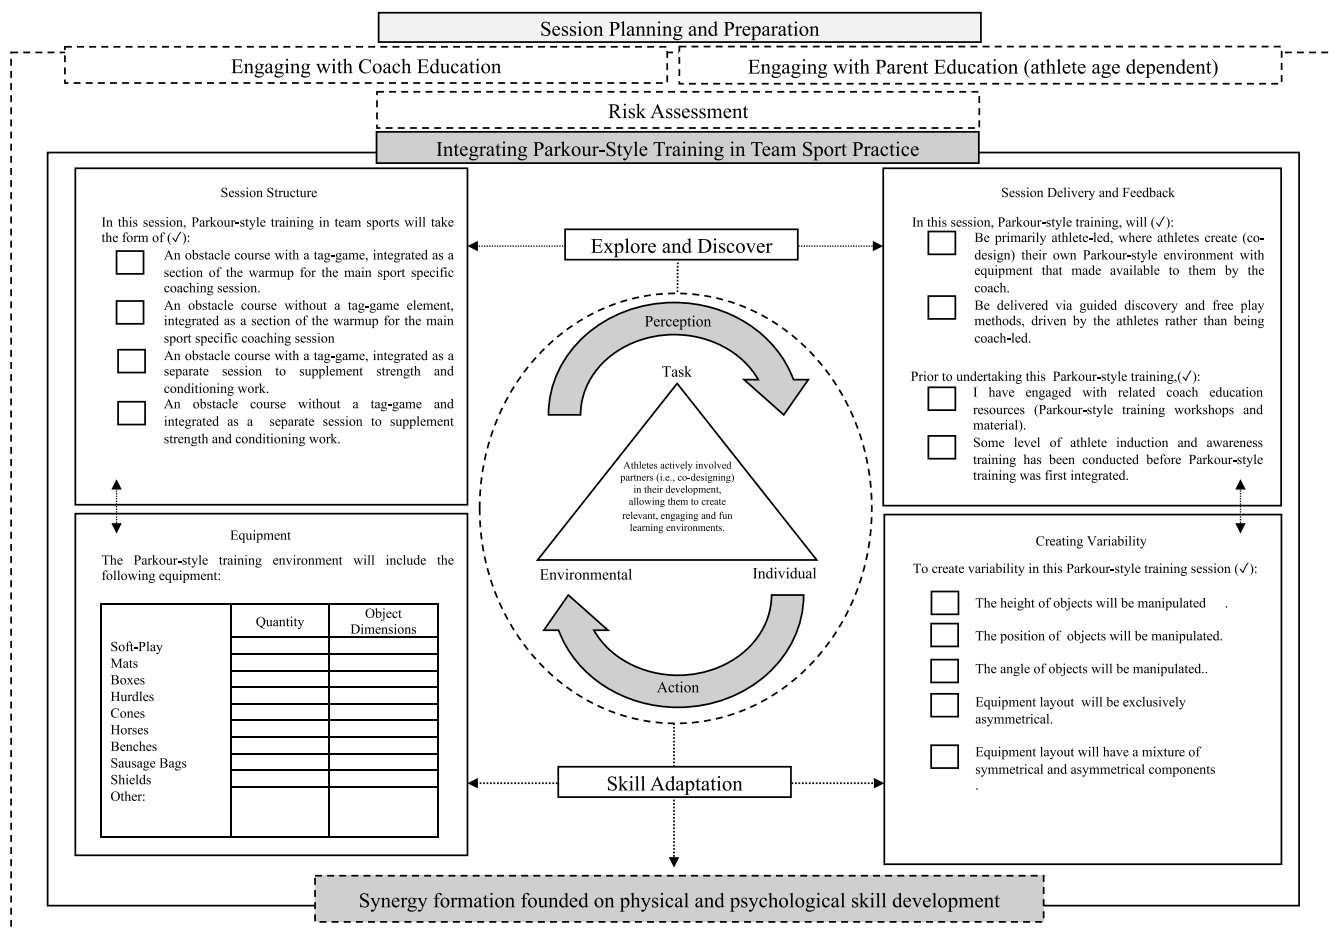 Session Planning and Preparation
Engaging with Coach Education
Engaging with Parent Education (athlete age dependent)
Risk Assessment
Integrating Parkour-Style Training in Team Sport Practice
Session Structure
In this session, Parkour-style training in team sports will take
the form of (✓):
An obstacle course with a tag-game, integrated as a
section of the warmup for the main sport specific
coaching session.
An obstacle course without a tag-game element,
integrated as a section of the warmup for the main
sport specific coaching session
An obstacle course with a tag-game, integrated as a
separate session to supplement strength and
conditioning work.
An obstacle course without a tag-game and
integrated as a separate session to supplement
strength and conditioning work.
Explore and Discover
Perception
Task
Athletes actively involved
partners (i.e., co-designing)
in their development,
allowing them to create
relevant, engaging and fun
learning environments.
Environmental
Individual
Action
Skill Adaptation
Session Delivery and Feedback
In this session, Parkour-style training, will (✓):
Be primarily athlete-led, where athletes create (co-
design) their own Parkour-style environment with
equipment that made available to them by the
coach.
Be delivered via guided discovery and free play
methods, driven by the athletes rather than being
coach-led.
Prior to undertaking this Parkour-style training,(✓):
I have engaged with related coach education
resources (Parkour-style training workshops and
material).
Some level of athlete induction and awareness
training has been conducted before Parkour-style
training was first integrated.
Equipment
The Parkour-style training environment will include the
following equipment:
Quantity
Object
Dimensions
Soft-Play
Mats
Boxes
Hurdles
Cones
Horses
Benches
Sausage Bags
Shields
Other:
Creating Variability
To create variability in this Parkour-style training session (✓):
The height of objects will be manipulated .
The position of objects will be manipulated.
The angle of objects will be manipulated..
Equipment layout will be exclusively
asymmetrical.
Equipment layout will have a mixture of
symmetrical and asymmetrical components
.
Synergy formation founded on physical and psychological skill development